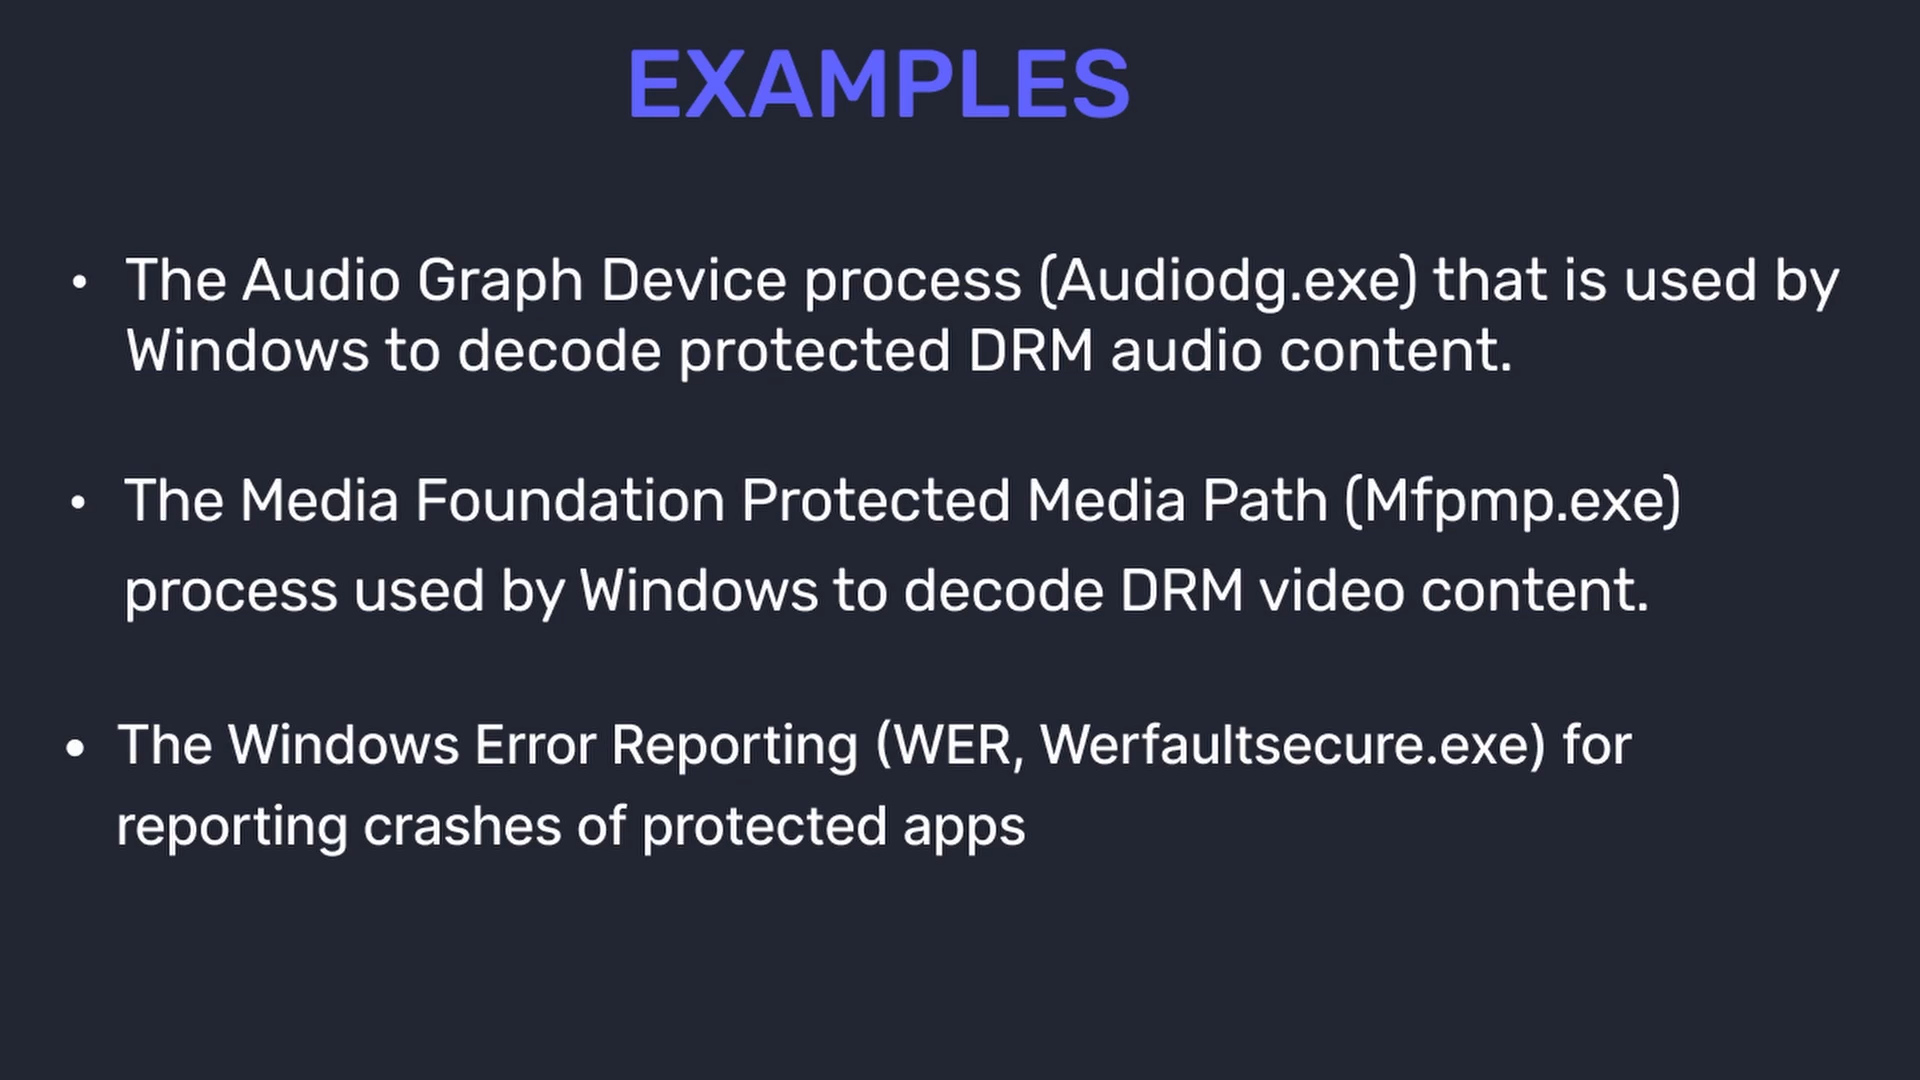 EXAMPLES
• The Audio Graph Device process (Audiodg.exe) that is used by
Windows to decode protected DRM audio content.
• The Media Foundation Protected Media Path (Mfpmp.exe)
process used by Windows to decode DRM video content.
• The Windows Error Reporting (WER, Werfaultsecure.exe) for
reporting crashes of protected apps